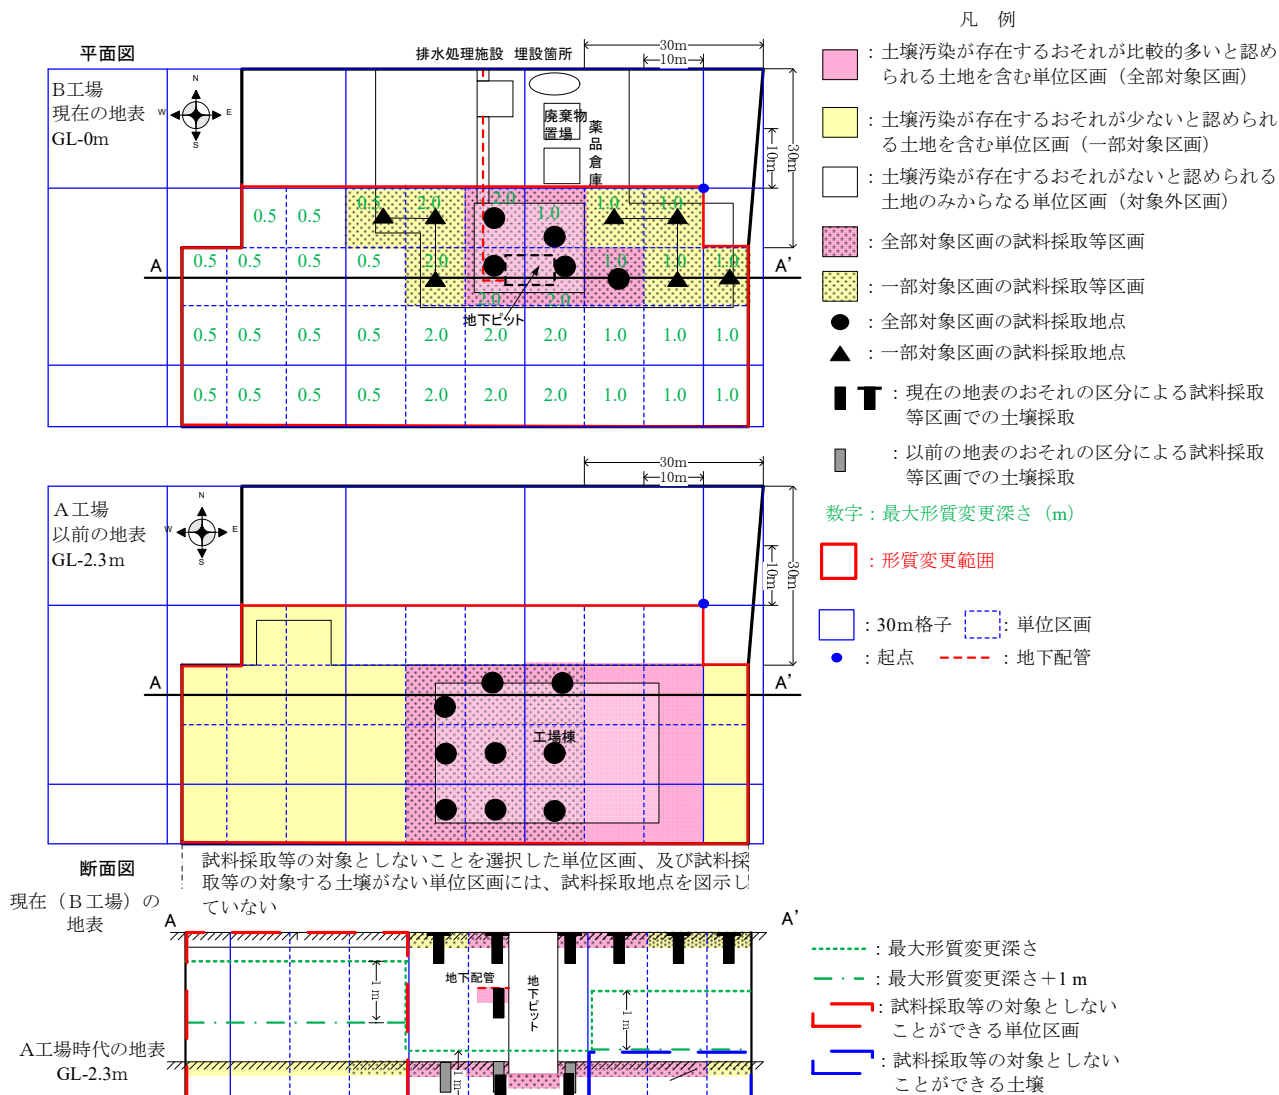 平面図
排水処理施設 埋設箇所
30m
10m
B工場
現在の地表
GL-0m
N
W
E
S
廃棄物
置場
薬品倉庫
10m
30m
0.5 0.5 0.5 2.0 2.0 1.0 1.0 1.0
A
0.5 0.5 0.5 0.5 2.0 1.0 1.0 1.0
A'
2.0 2.0
地下ピット
0.5 0.5 0.5 0.5 2.0 2.0 2.0 1.0 1.0 1.0
0.5 0.5 0.5 0.5 2.0 2.0 2.0 1.0 1.0 1.0
30m
10m
A工場
以前の地表
GL-2.3m
N
W
E
S
10m
30m
A
A'
工場棟
断面図
試料採取等の対象としないことを選択した単位区画、及び試料採
取等の対象する土壌がない単位区画には、試料採取地点を図示し
ていない
現在(B工場)の
地表
A
A'
1m
地下配管
地下ピット
1m
1m
A工場時代の地表
GL-2.3m
凡 例
:土壌汚染が存在するおそれが比較的多いと認め
られる土地を含む単位区画(全部対象区画)
:土壌汚染が存在するおそれが少ないと認められ
る土地を含む単位区画(一部対象区画)
:土壌汚染が存在するおそれがないと認められる
土地のみからなる単位区画(対象外区画)
:全部対象区画の試料採取等区画
:一部対象区画の試料採取等区画
:全部対象区画の試料採取地点
:一部対象区画の試料採取地点
:現在の地表のおそれの区分による試料採取
等区画での土壌採取
:以前の地表のおそれの区分による試料採取
等区画での土壌採取
数字:最大形質変更深さ(m)
:形質変更範囲
:30m格子
:単位区画
:起点
:地下配管
:最大形質変更深さ
:最大形質変更深さ+1m
:試料採取等の対象としない
ことができる単位区画
:試料採取等の対象としない
ことができる土壌